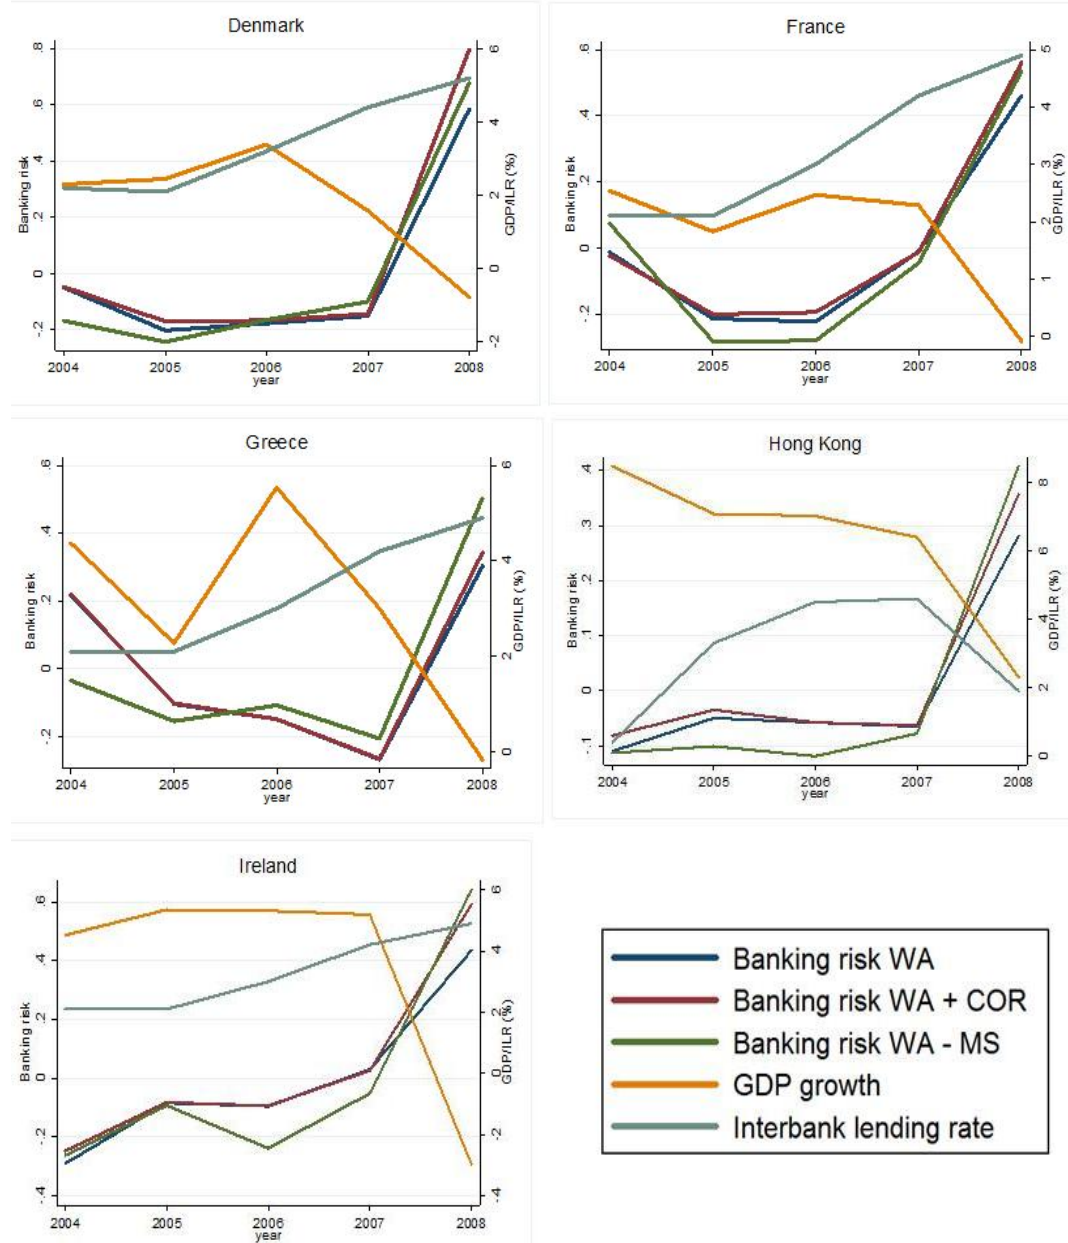 Denmark
Banking risk
-.2 0 .2 .4 .6 .8
GDP/ILR (%)
-2 0 2 4 6
2004 2005 2006 2007 2008
year
France
Banking risk
-.2 0 .2 .4 .6
GDP/ILR (%)
0 1 2 3 4 5
2004 2005 2006 2007 2008
year
Greece
Banking risk
-.2 0 .2 .4 .6
GDP/ILR (%)
0 2 4 6
2004 2005 2006 2007 2008
year
Hong Kong
Banking risk
-.1 0 .1 .2 .3 .4
GDP/ILR (%)
0 2 4 6 8
2004 2005 2006 2007 2008
year
Ireland
Banking risk
-.4 -.2 0 .2 .4 .6
GDP/ILR (%)
-4 -2 0 2 4 6
2004 2005 2006 2007 2008
year
Banking risk WA
Banking risk WA + COR
Banking risk WA - MS
GDP growth
Interbank lending rate